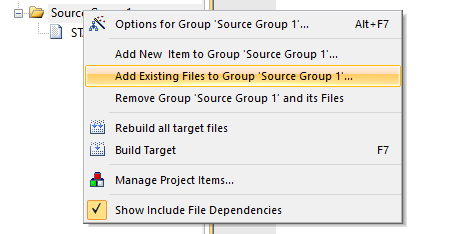 Source Group 1
ST
Options for Group 'Source Group 1'... Alt+F7
Add New Item to Group 'Source Group 1'...
Add Existing Files to Group 'Source Group 1'...
Remove Group 'Source Group 1' and its Files
Rebuild all target files
Build Target F7
Manage Project Items...
Show Include File Dependencies